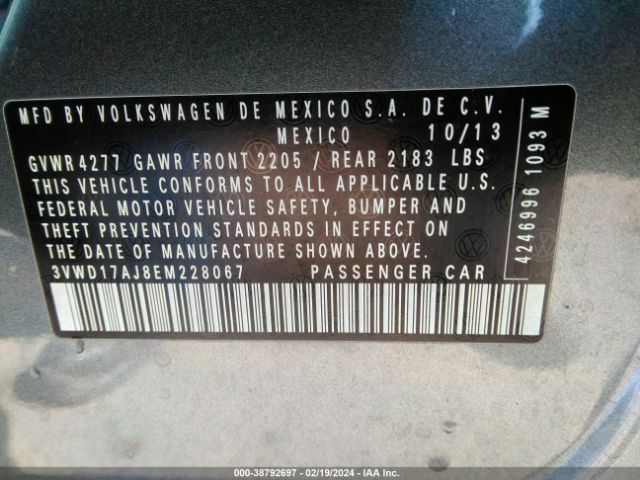 MFD BY VOLKSWAGEN DE MEXICO S.A. DE C.V.
MEXICO 10/13
GVWR 4277 GAWR FRONT 2205 / REAR 2183 LBS
THIS VEHICLE CONFORMS TO ALL APPLICABLE U.S.
FEDERAL MOTOR VEHICLE SAFETY, BUMPER AND
THEFT PREVENTION STANDARDS IN EFFECT ON
THE DATE OF MANUFACTURE SHOWN ABOVE.
3VWD17AJ8EM228067 PASSENGER CAR
4246996 1093 M
000-38792697 - 02/19/2024 - IAA Inc.